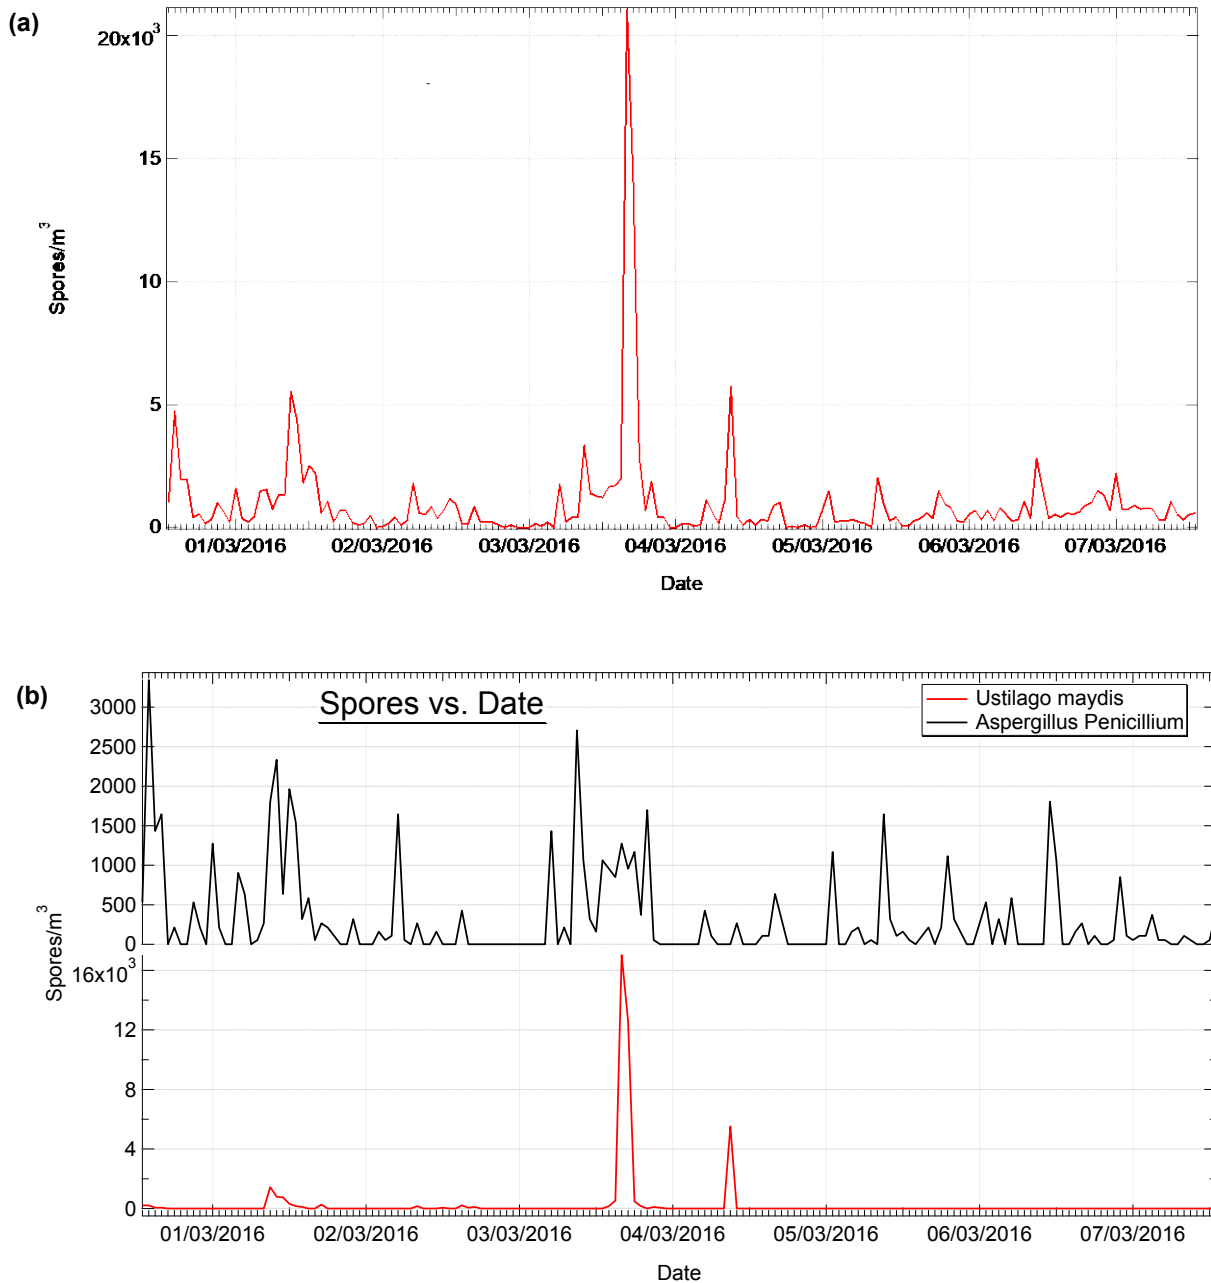 (a)
20x10³
15
10
5
0
Spores/m³
01/03/2016 02/03/2016 03/03/2016 04/03/2016 05/03/2016 06/03/2016 07/03/2016
Date
(b)
Spores vs. Date
Ustilago maydis
Aspergillus Penicillium
3000
2500
2000
1500
1000
500
0
Spores/m³
16x10³
12
8
4
0
01/03/2016 02/03/2016 03/03/2016 04/03/2016 05/03/2016 06/03/2016 07/03/2016
Date